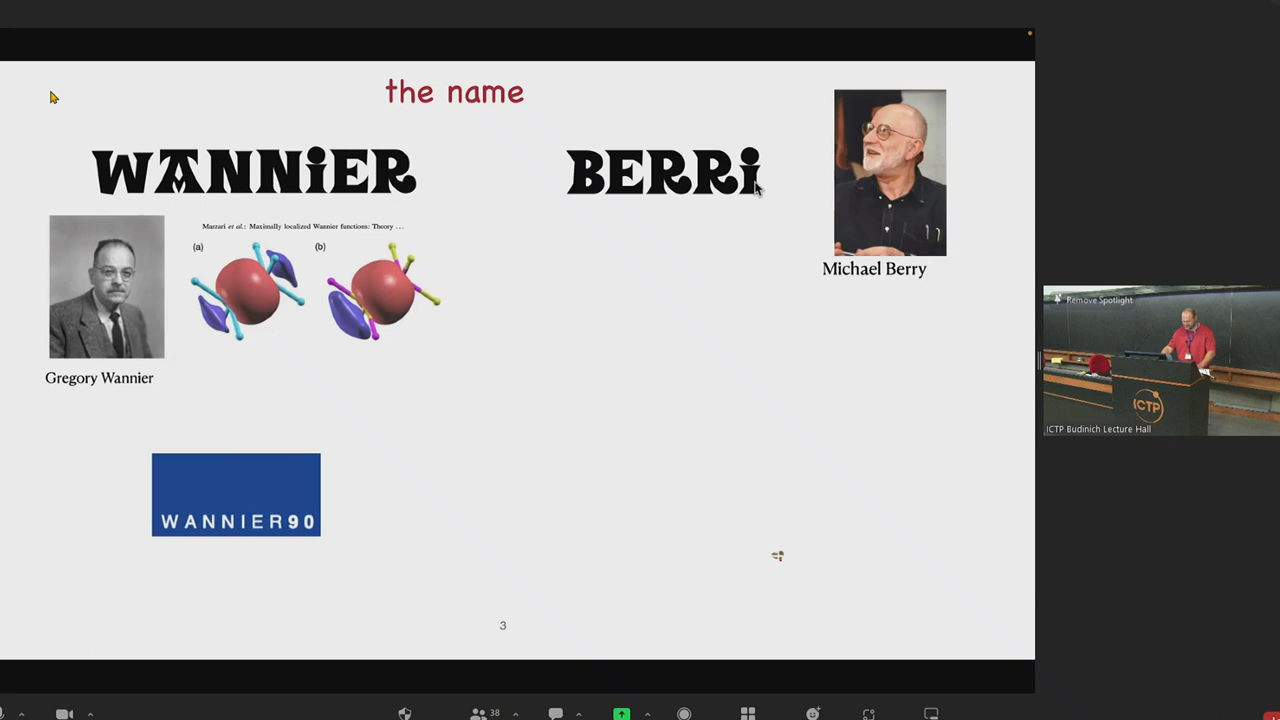 the name
WANNiER
BERRi
Marzari et al.: Maximally localized Wannier functions: Theory ...
(a)
(b)
Michael Berry
Gregory Wannier
WANNIER90
3
Remove Spotlight
ICTP
ICTP Budinich Lecture Hall
38